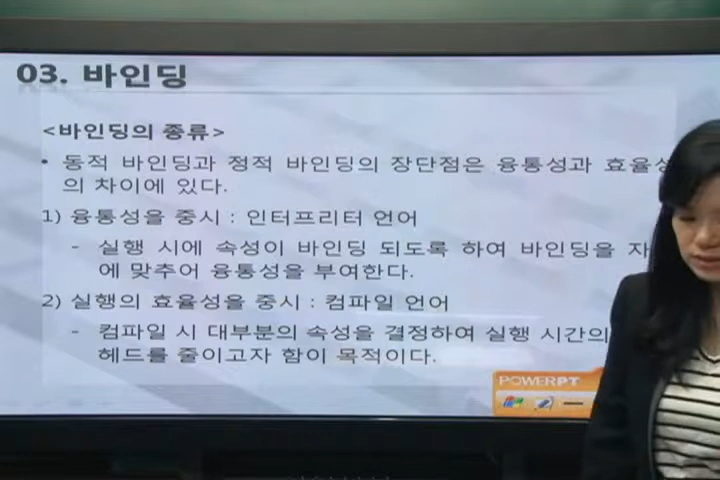 03. 바인딩
<바인딩의 종류>
• 동적 바인딩과 정적 바인딩의 장단점은 융통성과 효율성
의 차이에 있다.
1) 융통성을 중시 : 인터프리터 언어
- 실행 시에 속성이 바인딩 되도록 하여 바인딩을
에 맞추어 융통성을 부여한다.
2) 실행의 효율성을 중시 : 컴파일 언어
- 컴파일 시 대부분의 속성을 결정하여 실행 시간의
헤드를 줄이고자 함이 목적이다.
POWERPT